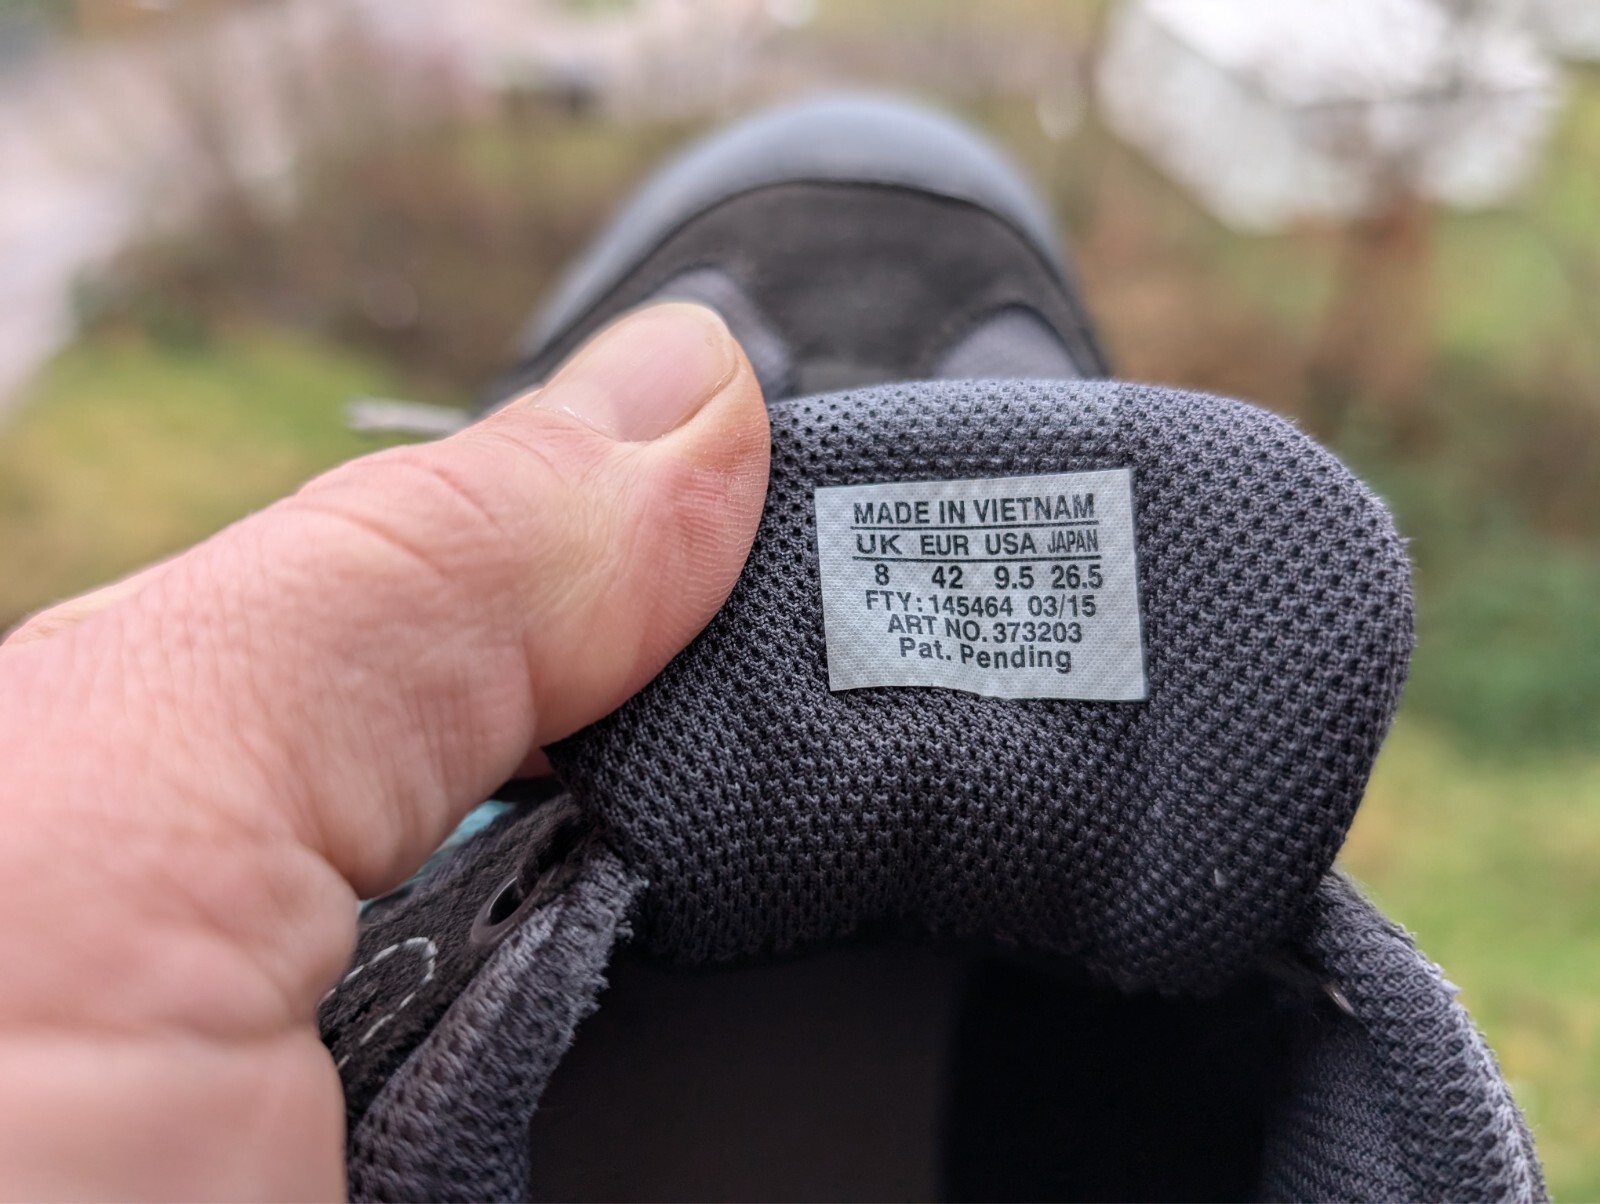 MADE IN VIETNAM
UK EUR USA JAPAN
8 42 9.5 26.5
FTY: 145464 03/15
ART NO. 373203
Pat. Pending